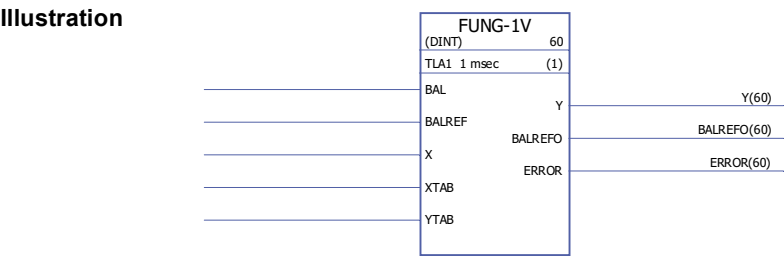 Illustration
FUNG-1V
(DINT) 60
TLA1 1 msec (1)
BAL
Y Y(60)
BALREF
BALREFO BALREFO(60)
X
ERROR ERROR(60)
XTAB
YTAB